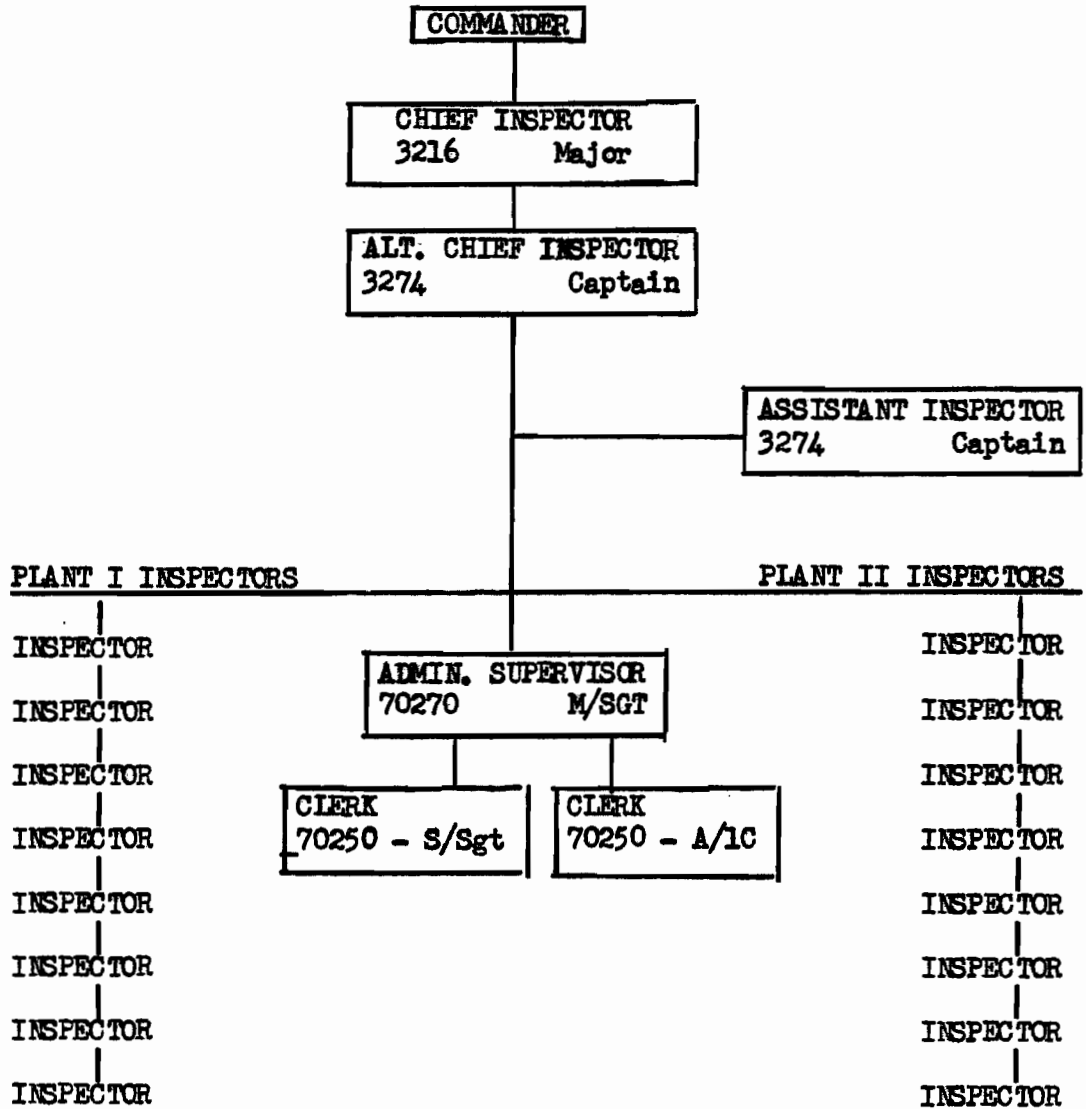 COMMANDER
CHIEF INSPECTOR
3216 Major
ALT. CHIEF INSPECTOR
3274 Captain
ASSISTANT INSPECTOR
3274 Captain
PLANT I INSPECTORS
PLANT II INSPECTORS
INSPECTOR
INSPECTOR
INSPECTOR
INSPECTOR
INSPECTOR
INSPECTOR
INSPECTOR
INSPECTOR
ADMIN. SUPERVISOR
70270 M/SGT
CLERK
70250 - S/Sgt
CLERK
70250 - A/1C
INSPECTOR
INSPECTOR
INSPECTOR
INSPECTOR
INSPECTOR
INSPECTOR
INSPECTOR
INSPECTOR